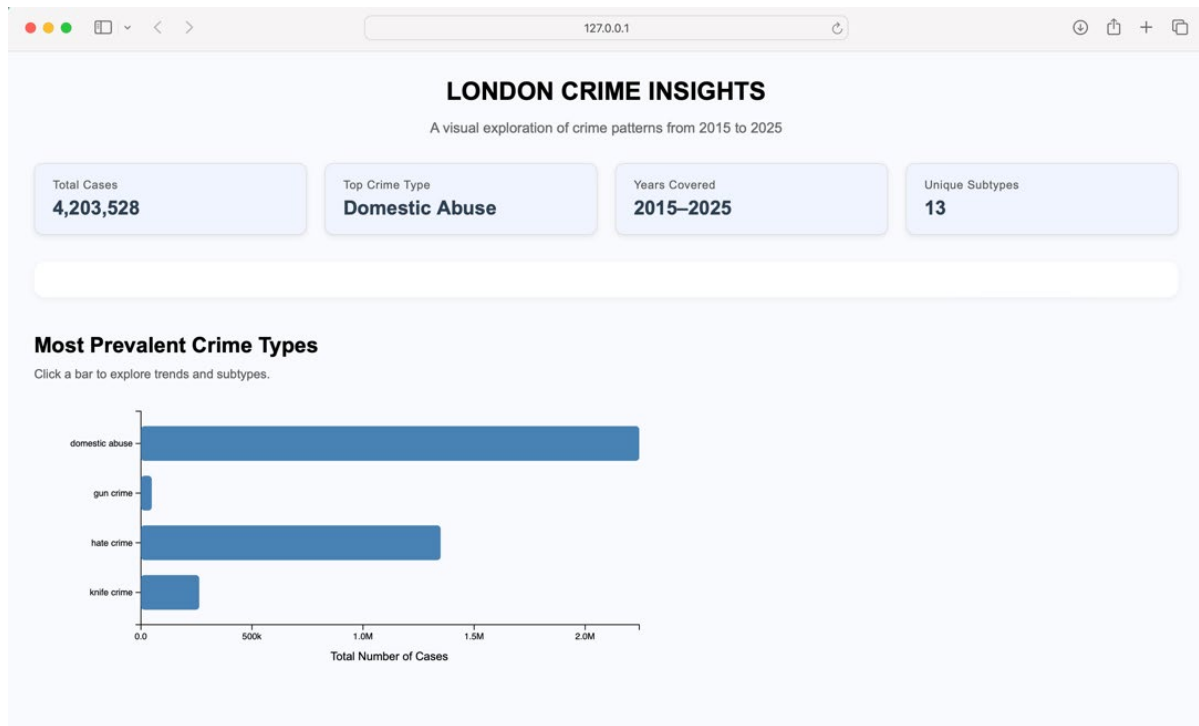 127.0.0.1
LONDON CRIME INSIGHTS
A visual exploration of crime patterns from 2015 to 2025
Total Cases
4,203,528
Top Crime Type
Domestic Abuse
Years Covered
2015–2025
Unique Subtypes
13
Most Prevalent Crime Types
Click a bar to explore trends and subtypes.
domestic abuse
gun crime
hate crime
knife crime
0.0 500k 1.0M 1.5M 2.0M
Total Number of Cases